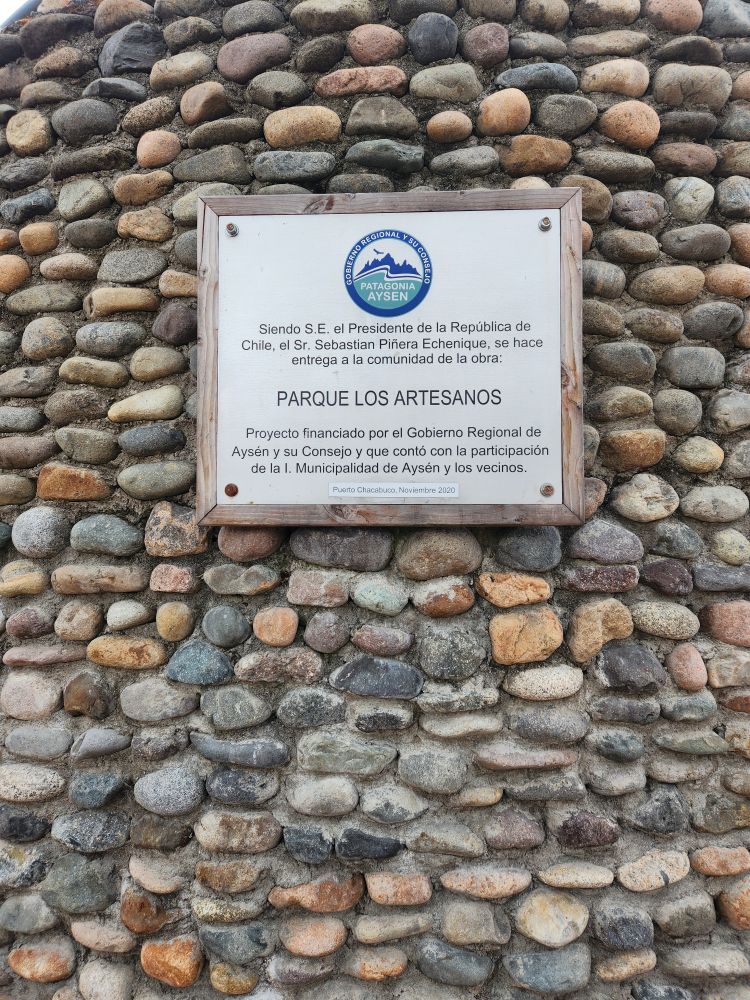 GOBIERNO REGIONAL Y SU CONSEJO
PATAGONIA
AYSEN
Siendo S.E. el Presidente de la República de
Chile, el Sr. Sebastian Piñera Echenique, se hace
entrega a la comunidad de la obra:
PARQUE LOS ARTESANOS
Proyecto financiado por el Gobierno Regional de
Aysén y su Consejo y que contó con la participación
de la I. Municipalidad de Aysén y los vecinos.
Puerto Chacabuco, Noviembre 2020